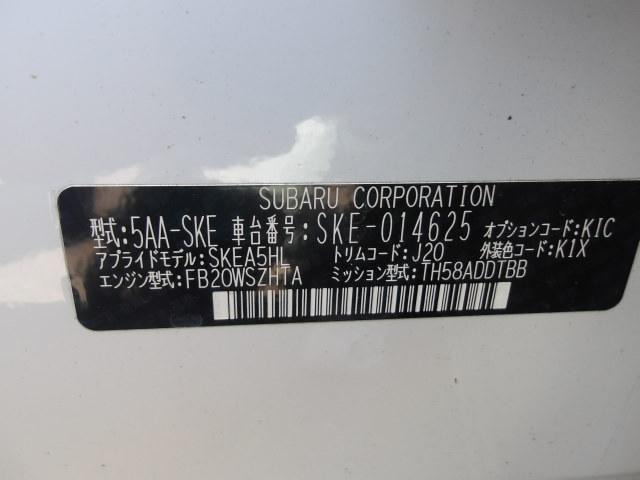 SUBARU CORPORATION
型式:5AA-SKE 車台番号:SKE-014625 オプションコード:KIC
アプライドモデル:SKEA5HL トリムコード:J20 外装色コード:K1X
エンジン型式:FB20WSZHTA ミッション型式:TH58ADDTBB